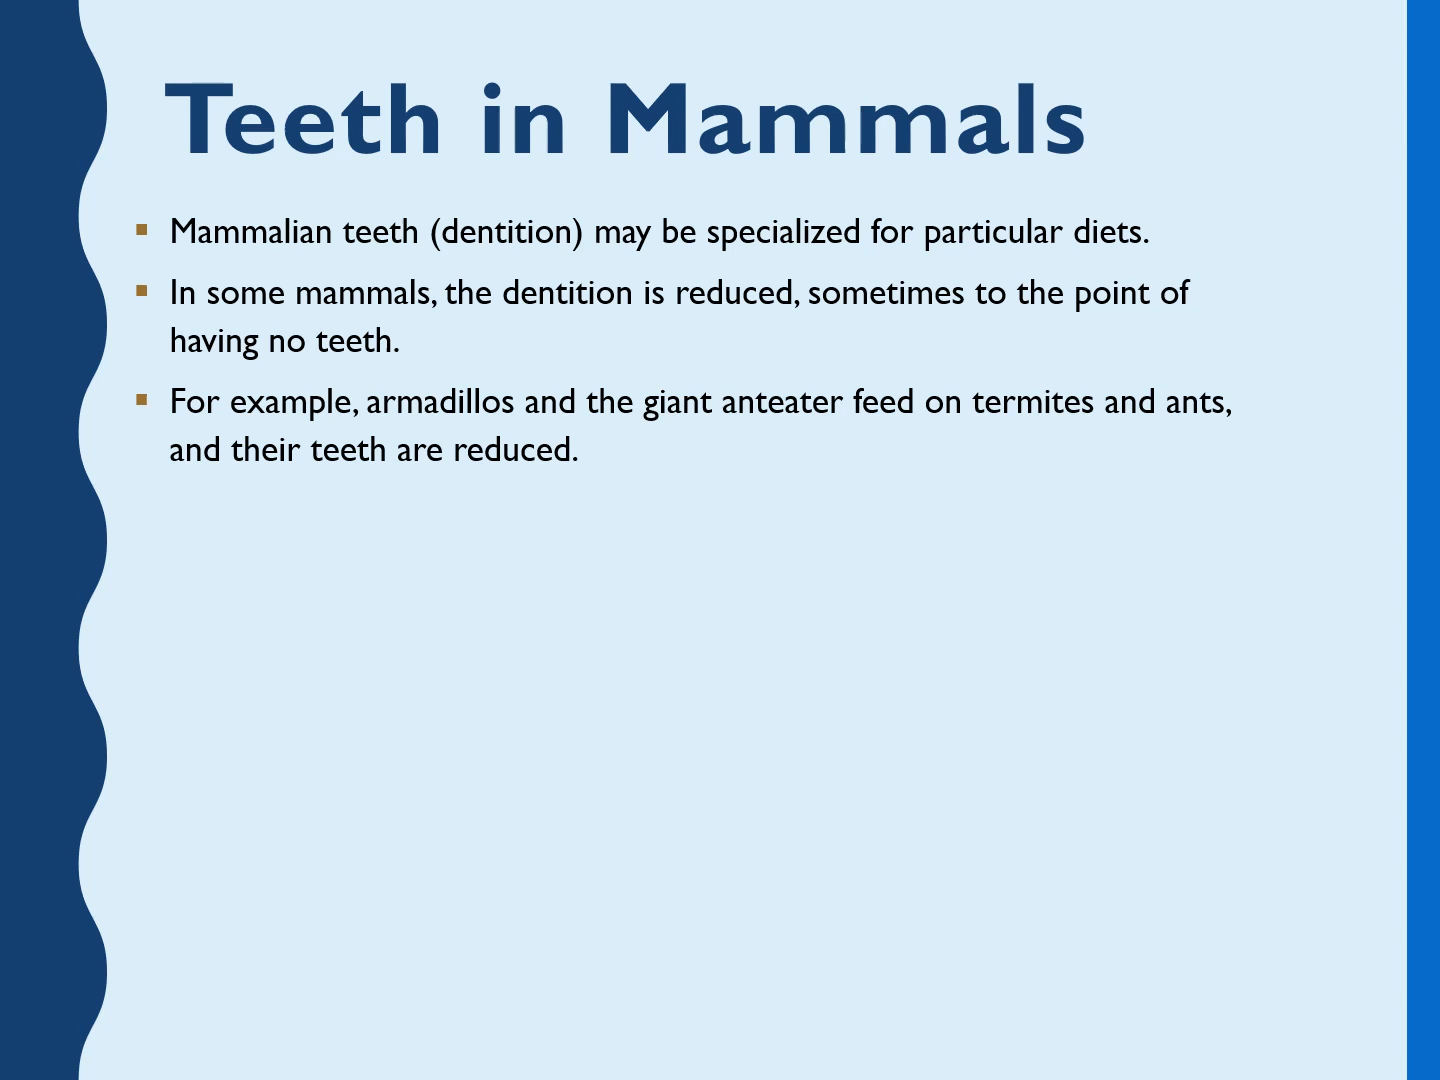 Teeth in Mammals
▪ Mammalian teeth (dentition) may be specialized for particular diets.
▪ In some mammals, the dentition is reduced, sometimes to the point of
having no teeth.
▪ For example, armadillos and the giant anteater feed on termites and ants,
and their teeth are reduced.